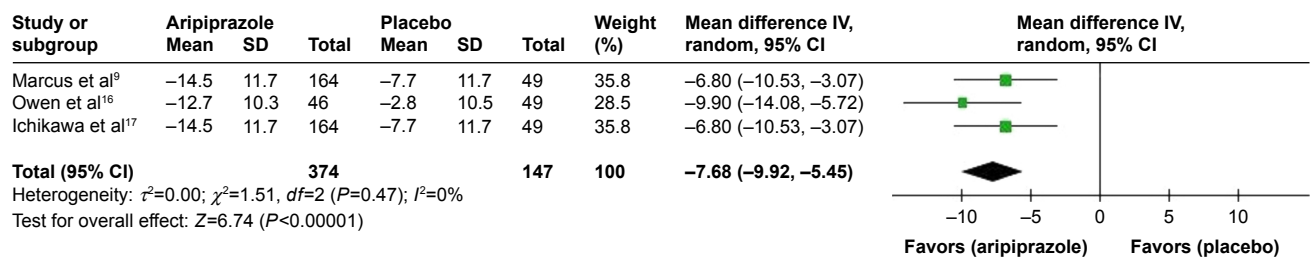 Study or subgroup Aripiprazole Placebo Weight (%) Mean difference IV, random, 95% CI Mean difference IV, random, 95% CI
Mean SD Total Mean SD Total
Marcus et al⁹ –14.5 11.7 164 –7.7 11.7 49 35.8 –6.80 (–10.53, –3.07)
Owen et al¹⁶ –12.7 10.3 46 –2.8 10.5 49 28.5 –9.90 (–14.08, –5.72)
Ichikawa et al¹⁷ –14.5 11.7 164 –7.7 11.7 49 35.8 –6.80 (–10.53, –3.07)
Total (95% CI) 374 147 100 –7.68 (–9.92, –5.45)
Heterogeneity: τ²=0.00; χ²=1.51, df=2 (P=0.47); I²=0%
Test for overall effect: Z=6.74 (P<0.00001)
–10 –5 0 5 10
Favors (aripiprazole) Favors (placebo)